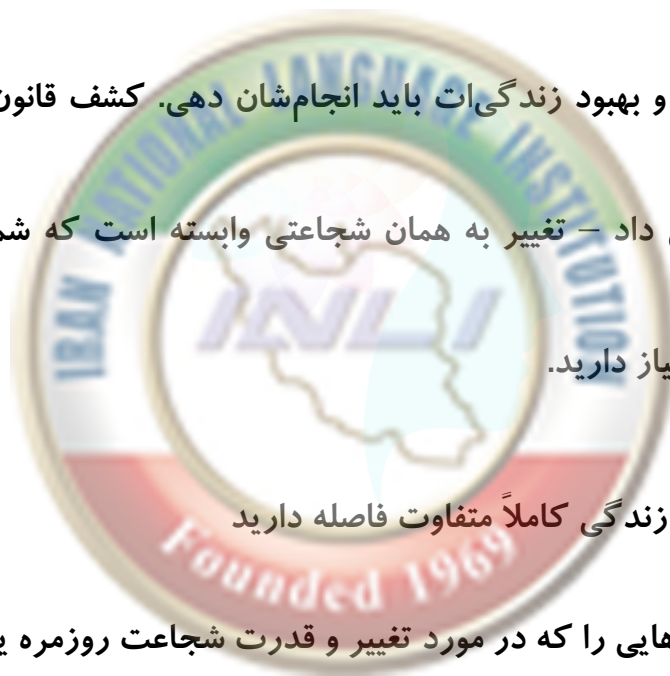 و بهبود زندگی‌ات باید انجام‌شان دهی. کشف قانون
داد – تغییر به همان شجاعتی وابسته است که
یاز دارید.
زندگی کاملاً متفاوت فاصله دارید
هایی را که در مورد تغییر و قدرت شجاعت روزمره
IRAN NATIONAL LANGUAGE INSTITUTION
INLI
Founded 1969